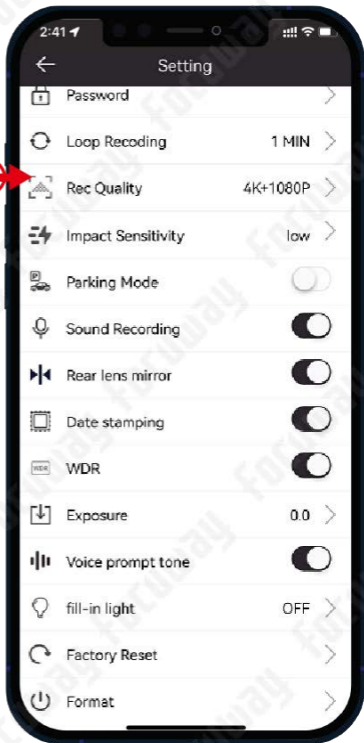 2:41
Setting
Password
Loop Recoding 1 MIN
Rec Quality 4K+1080P
Impact Sensitivity low
P
Parking Mode
Sound Recording
Rear lens mirror
Date stamping
WDR WDR
Exposure 0.0
Voice prompt tone
fill-in light OFF
Factory Reset
Format
Focuway